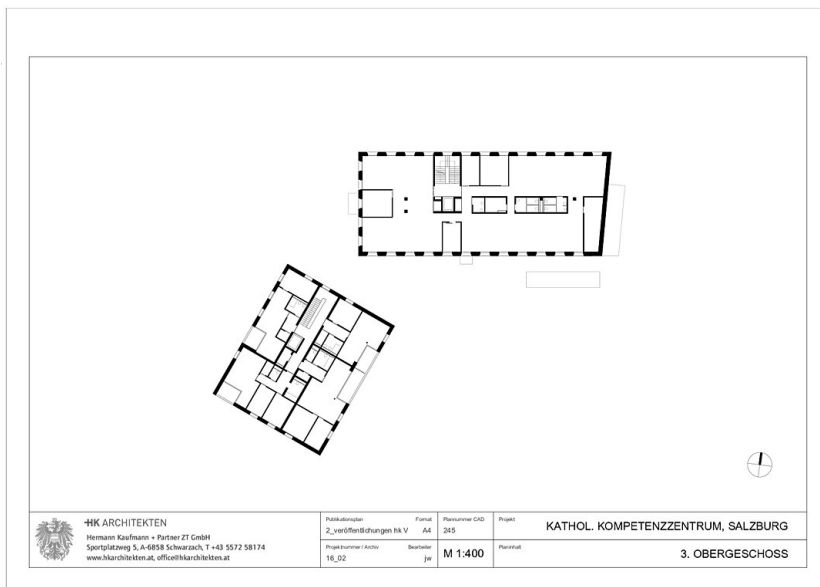 HK ARCHITEKTEN
Hermann Kaufmann + Partner ZT GmbH
Sportplatzweg 5, A-6858 Schwarzach, T +43 5572 58174
www.hkarchitekten.at, office@hkarchitekten.at
Publikationsplan Format
2_veröffentlichungen hk V A4
Projektnummer / Archiv Bearbeiter
16_02 jw
Plannummer CAD
245
M 1:400
Projekt
KATHOL. KOMPETENZZENTRUM, SALZBURG
Planinhalt
3. OBERGESCHOSS